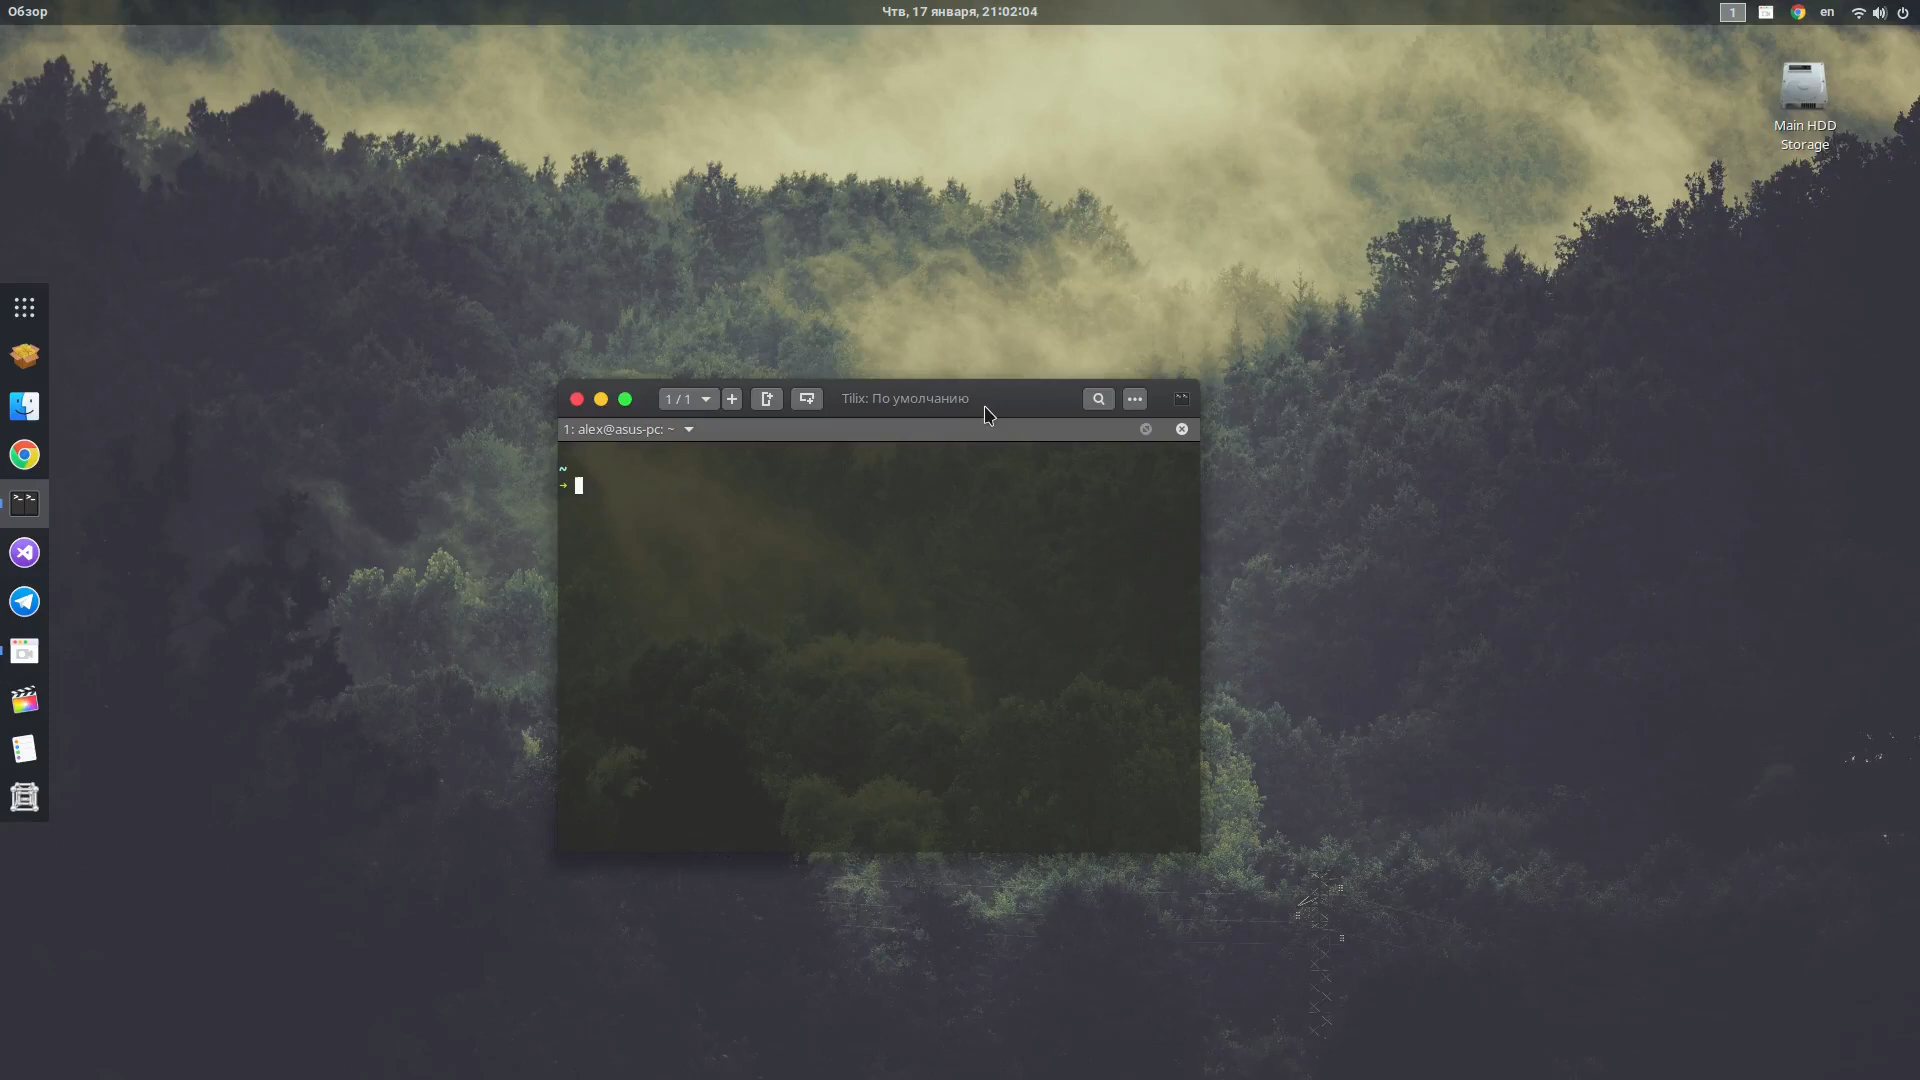 Обзор
Чтв, 17 января, 21:02:04
1
en
Main HDD
Storage
1 / 1
Tilix: По умолчанию
1: alex@asus-pc: ~
~
→